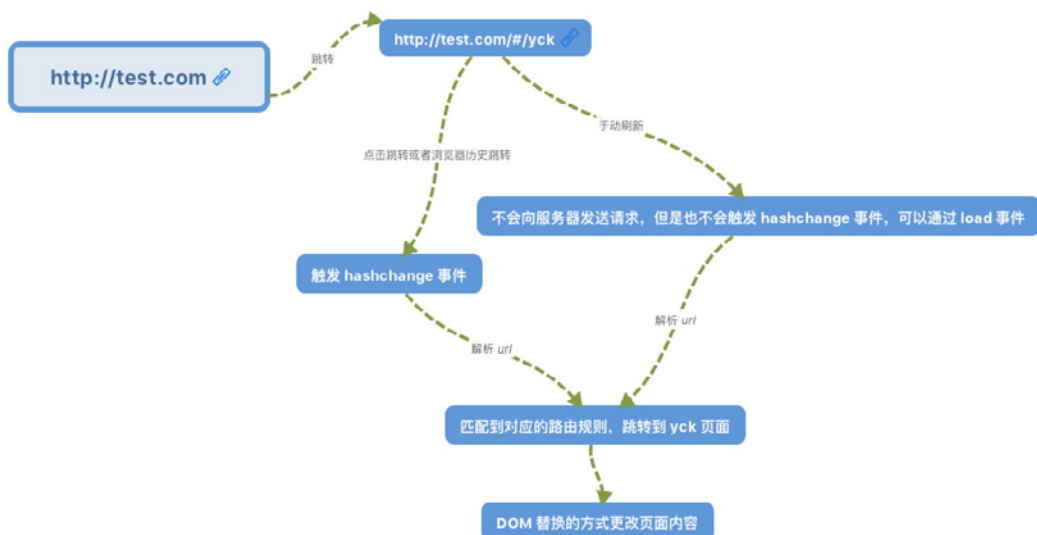 http://test.com/#/yck
http://test.com
跳转
手动刷新
点击跳转或者浏览器历史跳转
不会向服务器发送请求，但是也不会触发 hashchange 事件，可以通过 load 事件
触发 hashchange 事件
解析 url
解析 url
匹配到对应的路由规则，跳转到 yck 页面
DOM 替换的方式更改页面内容